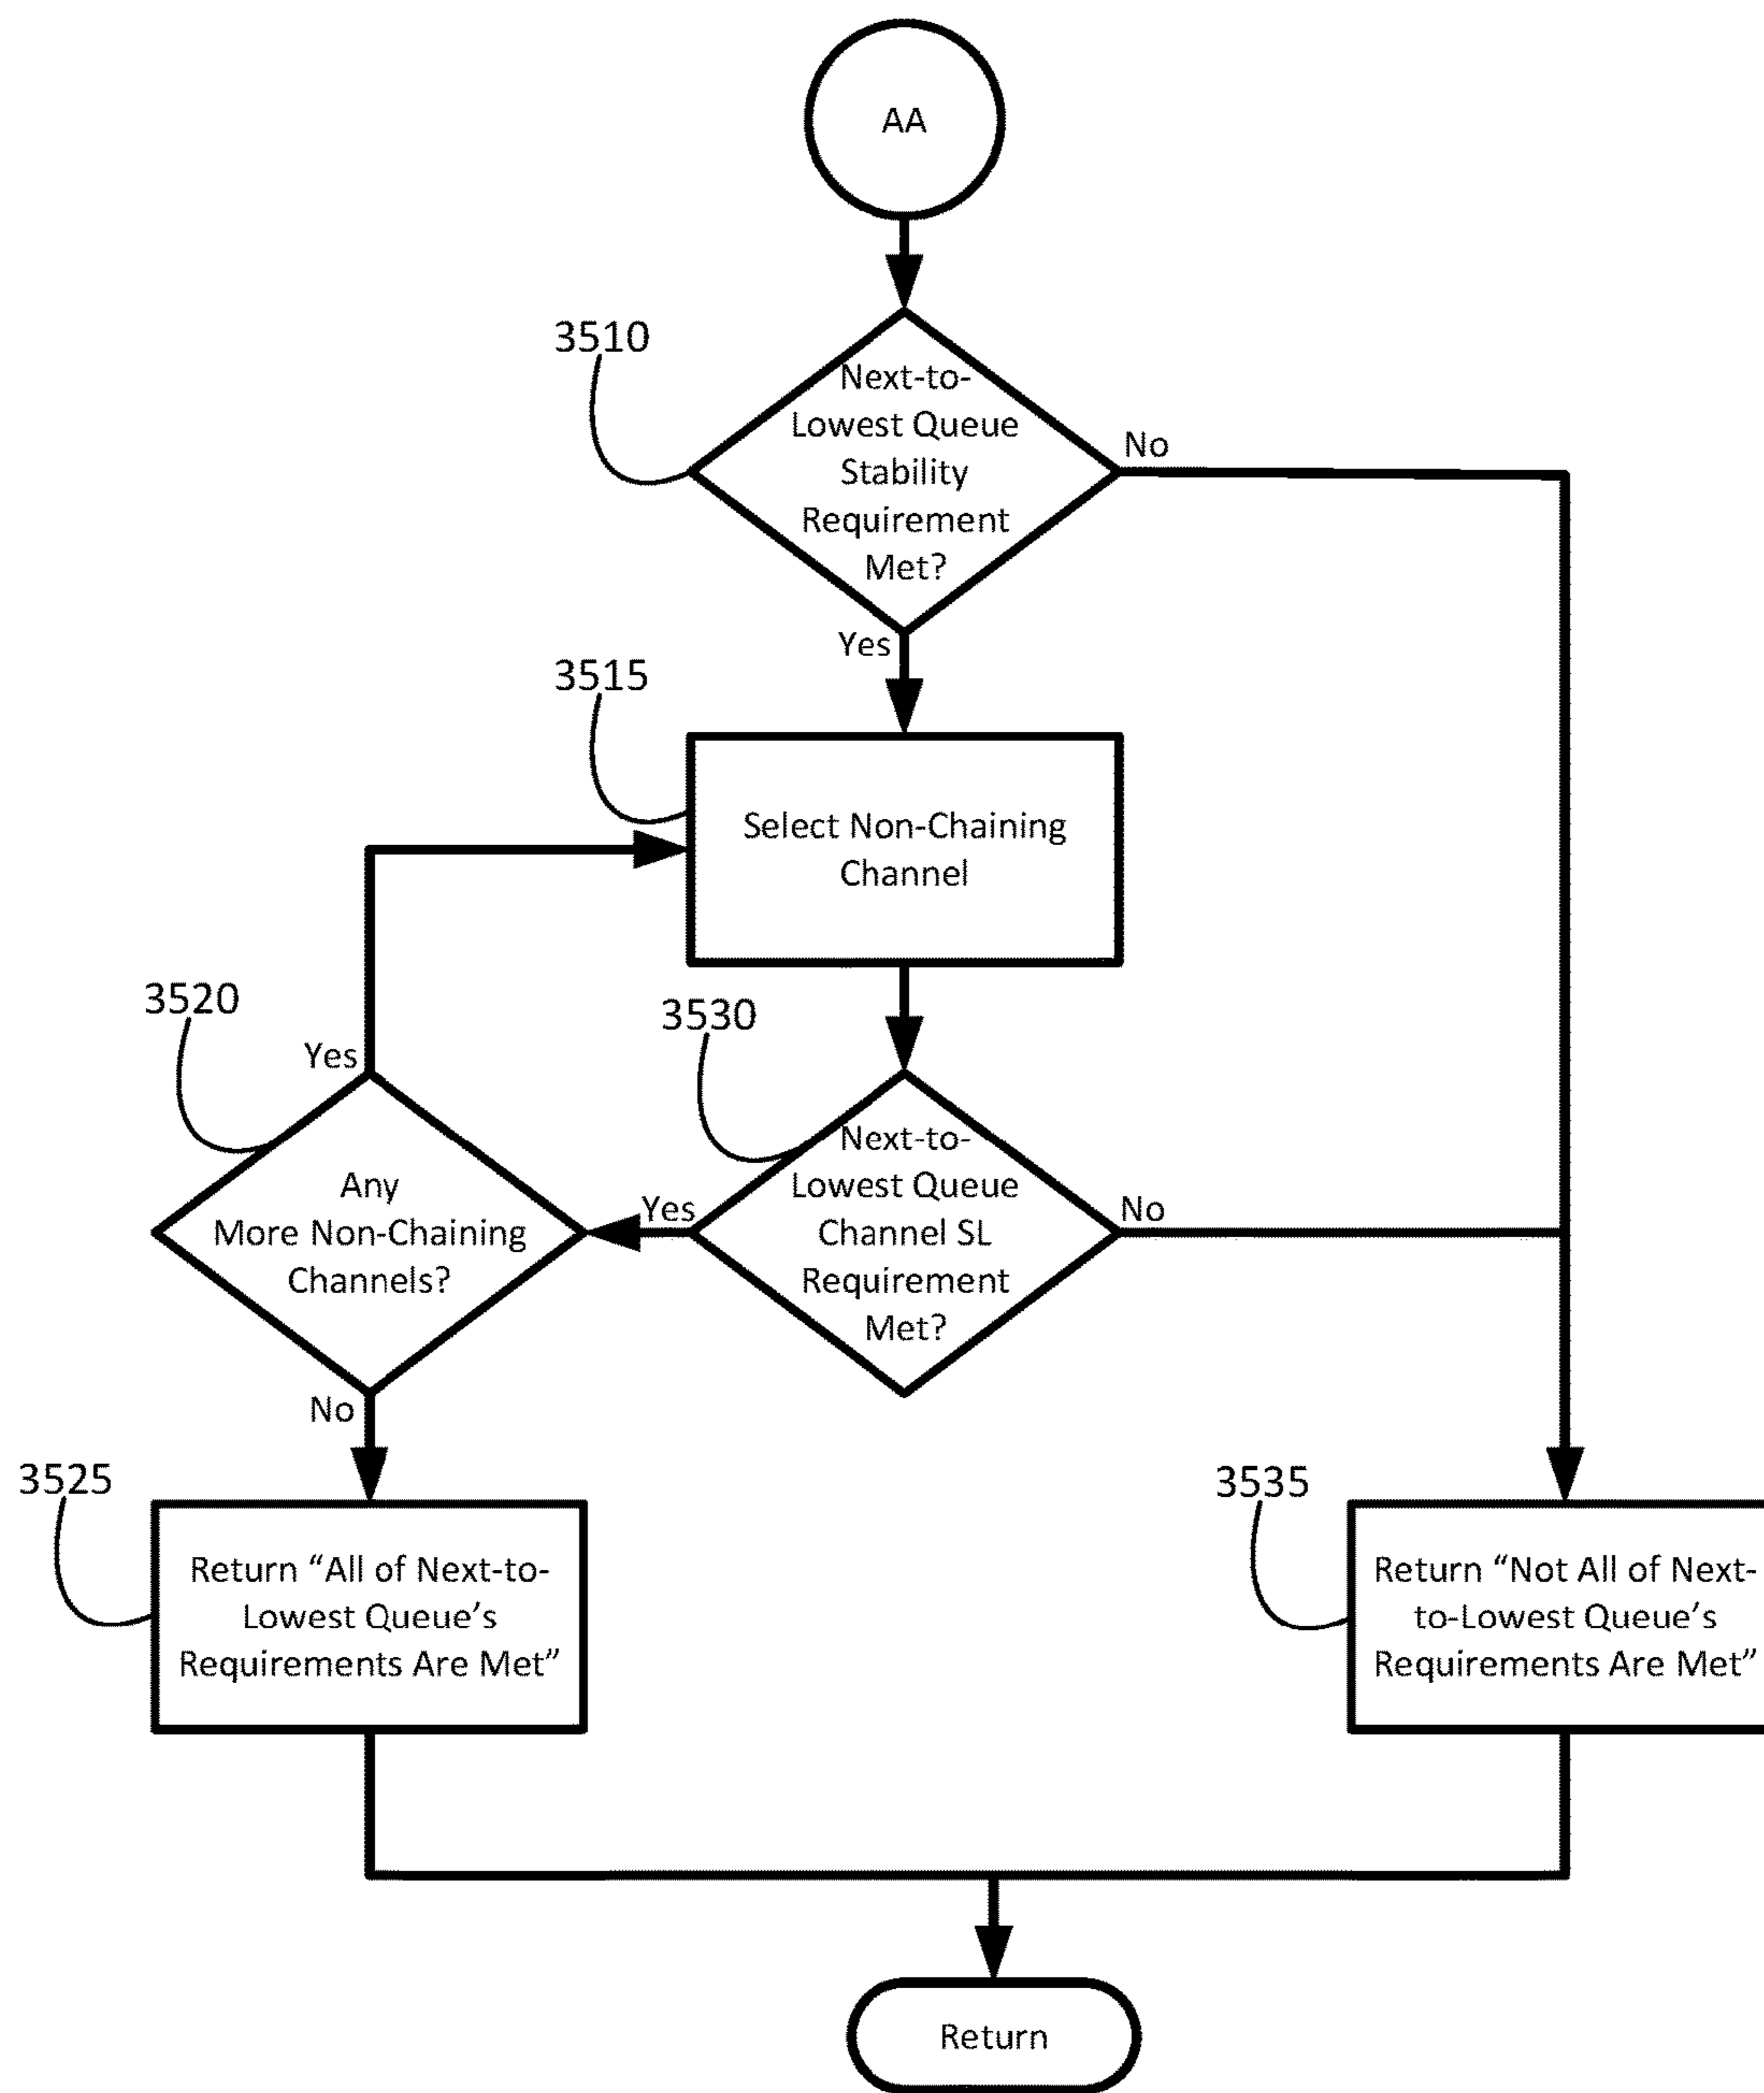 AA
3510
Next-to-
Lowest Queue
Stability
Requirement
Met?
No
Yes
3515
Select Non-Chaining
Channel
3520
3530
Yes
Any
More Non-Chaining
Channels?
Yes
Next-to-
Lowest Queue
Channel SL
Requirement
Met?
No
No
3525
3535
Return “All of Next-to-
Lowest Queue’s
Requirements Are Met”
Return “Not All of Next-
to-Lowest Queue’s
Requirements Are Met”
Return